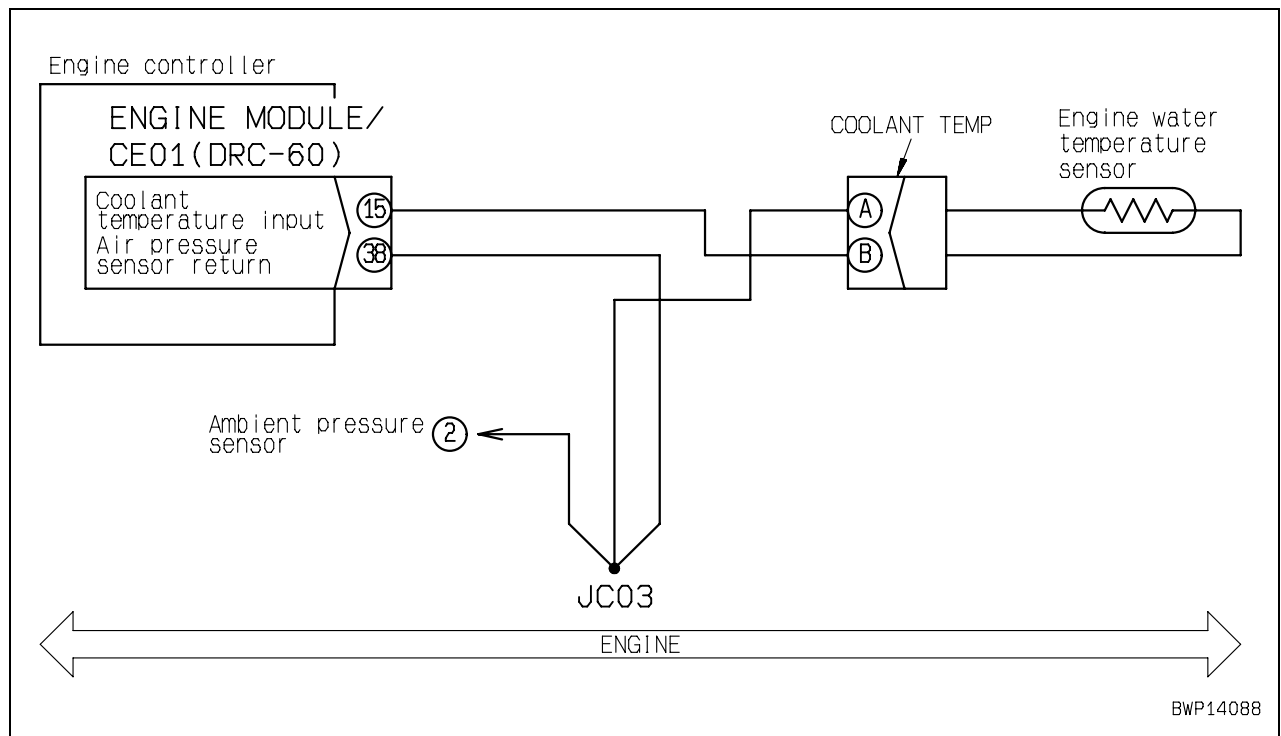 Engine controller
ENGINE MODULE/
CE01(DRC-60)
Coolant
temperature input
Air pressure
sensor return
15
38
COOLANT TEMP
A
B
Engine water
temperature
sensor
Ambient pressure
sensor
2
JC03
ENGINE
BWP14088